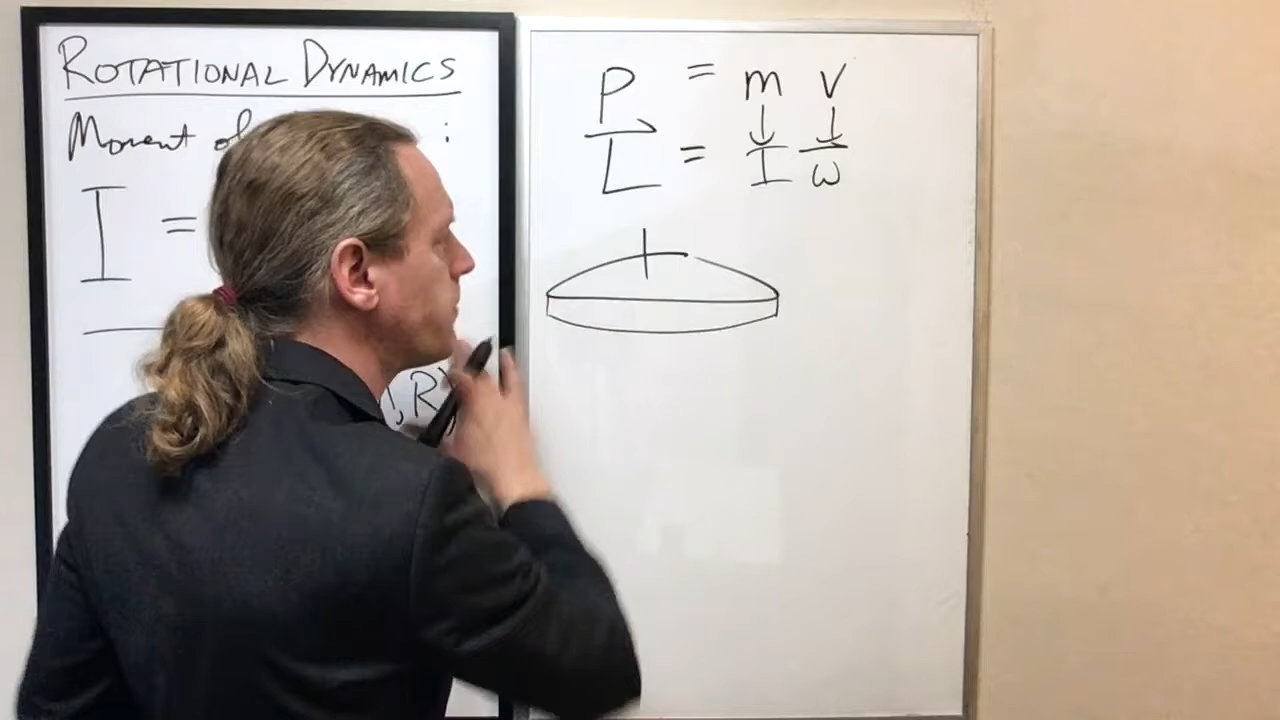 ROTATIONAL DYNAMICS
Moment of :
I =
, R
P = m v
L = I ω